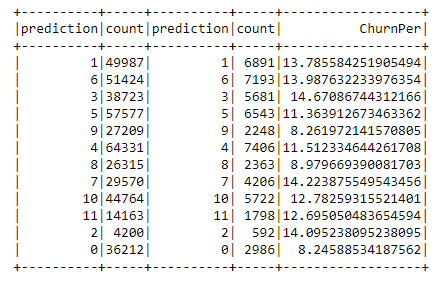 +----------+-----+----------+-----+------------------+
|prediction|count|prediction|count|          ChurnPer|
+----------+-----+----------+-----+------------------+
|         1|49987|         1| 6891|13.785584251905494|
|         6|51424|         6| 7193|13.987632233976354|
|         3|38723|         3| 5681| 14.67086744312166|
|         5|57577|         5| 6543|11.363912673463362|
|         9|27209|         9| 2248| 8.261972141570805|
|         4|64331|         4| 7406|11.512334644261708|
|         8|26315|         8| 2363| 8.979669390081703|
|         7|29570|         7| 4206|14.223875549543456|
|        10|44764|        10| 5722| 12.78259315521401|
|        11|14163|        11| 1798|12.695050483654594|
|         2| 4200|         2|  592|14.095238095238095|
|         0|36212|         0| 2986| 8.24588534187562|
+----------+-----+----------+-----+------------------+